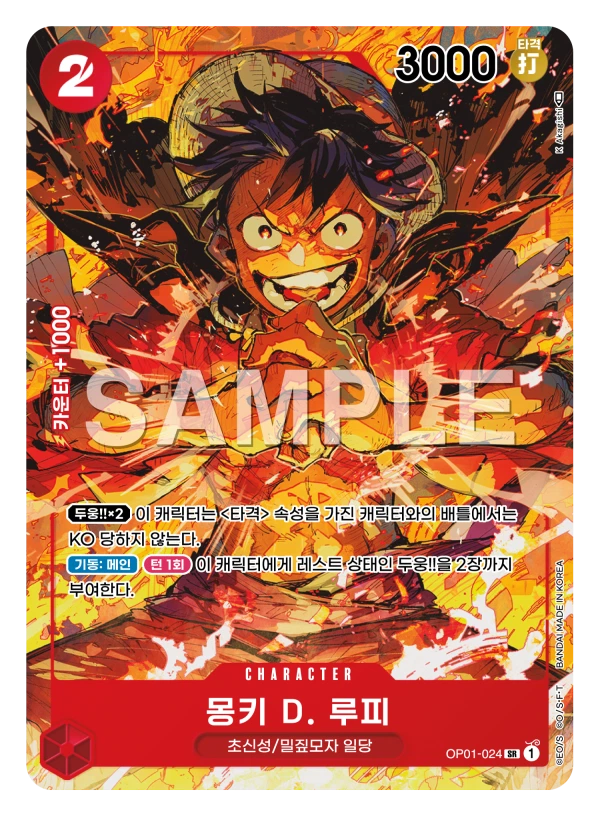 2
3000
타격
打
K Akagishi
카운터 +1000
SAMPLE
두웅!!×2 이 캐릭터는 <타격> 속성을 가진 캐릭터와의 배틀에서는
KO 당하지 않는다.
기동: 메인 턴 1회 이 캐릭터에게 레스트 상태인 두웅!!을 2장까지
부여한다.
CHARACTER
몽키 D. 루피
초신성/밀짚모자 일당
OP01-024 SR 1
©EO/S ©O/S·F·T BANDAI MADE IN KOREA